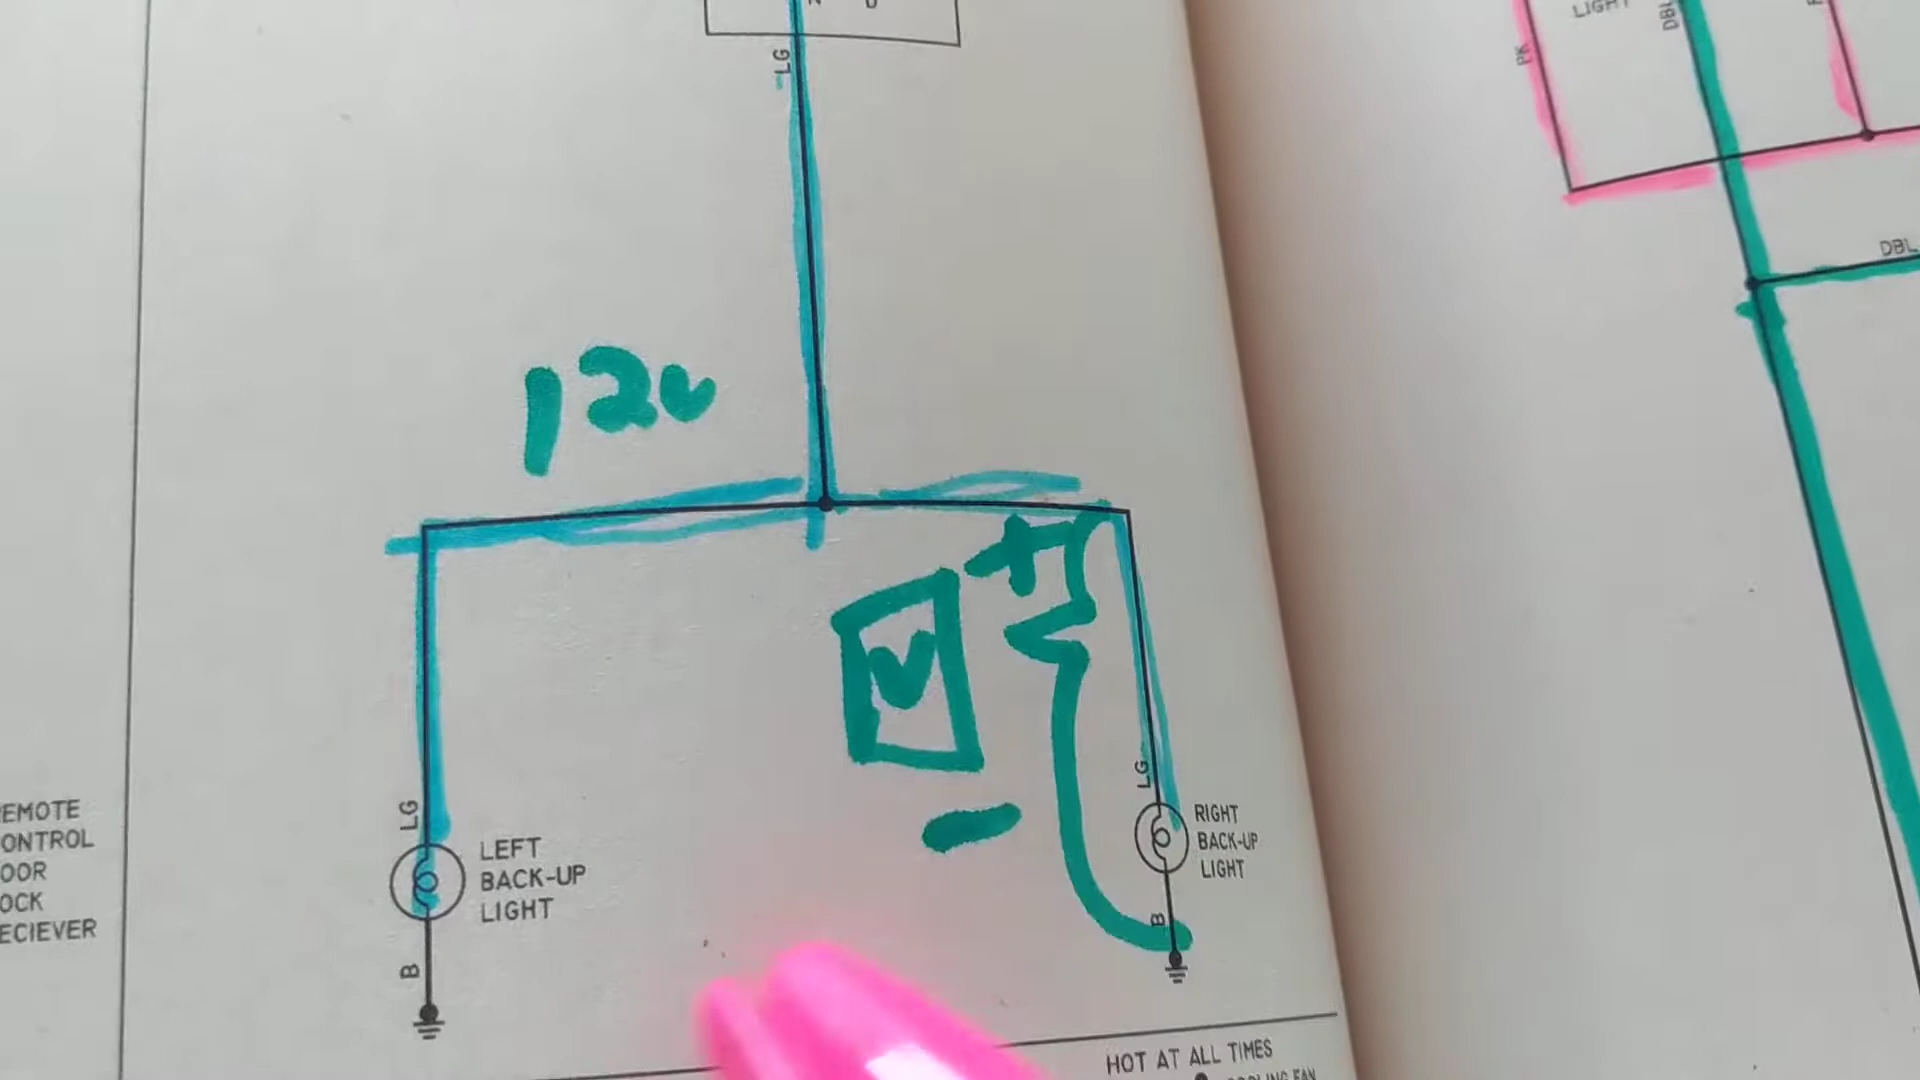 LG
LIGHT
DBL
PK
DBL
12v
+
V
-
LG
LG
LEFT
BACK-UP
LIGHT
RIGHT
BACK-UP
LIGHT
B
B
EMOTE
ONTROL
OOR
OCK
ECIEVER
HOT AT ALL TIMES